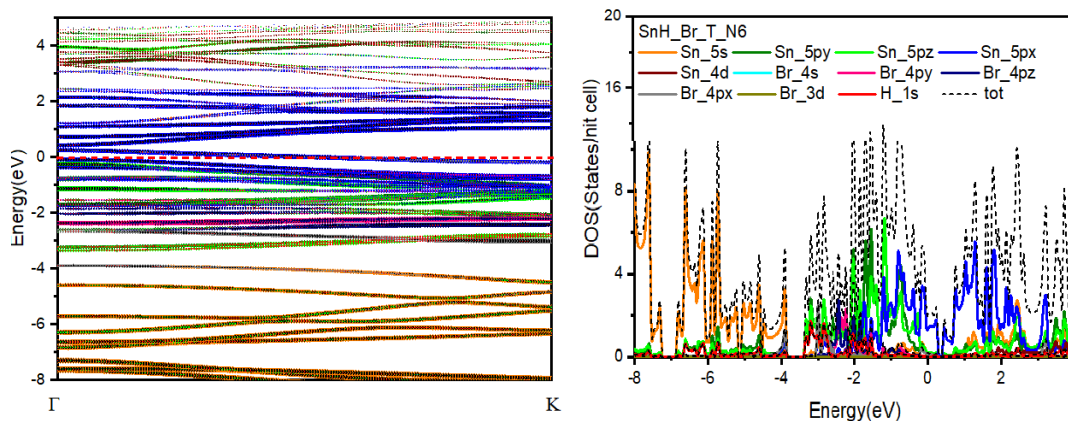 4
2
0
-2
-4
-6
-8
Energy(eV)
Γ
K
20
16
12
8
4
0
DOS(States/nit cell)
SnH_Br_T_N6
Sn_5s Sn_5py Sn_5pz Sn_5px
Sn_4d Br_4s Br_4py Br_4pz
Br_4px Br_3d H_1s tot
-8 -6 -4 -2 0 2
Energy(eV)